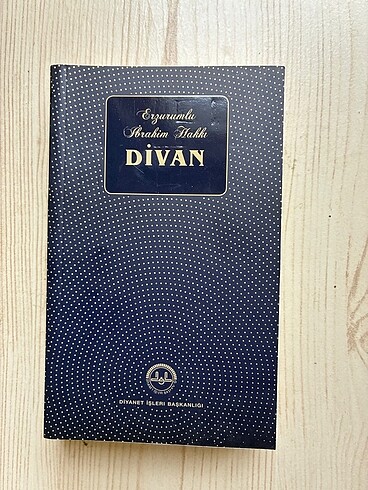 Erzurumlu
İbrahim Hakkı
DİVAN
DİYANET İŞLERİ BAŞKANLIĞI